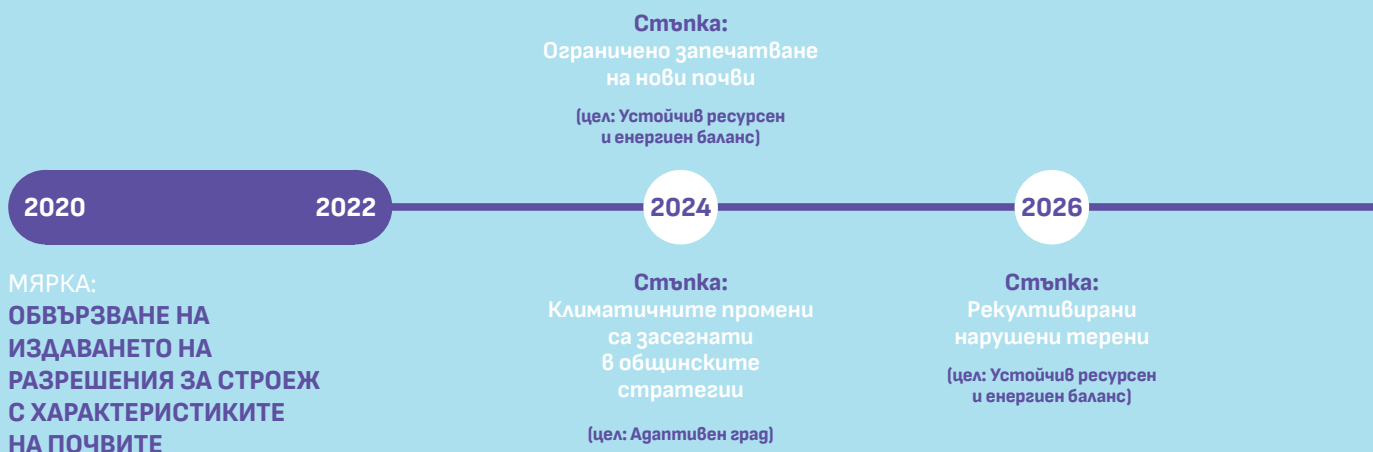 Стъпка:
Ограничено запечатване
на нови почви
(цел: Устойчив ресурсен
и енергиен баланс)
2020
2022
2024
2026
МЯРКА:
ОБВЪРЗВАНЕ НА
ИЗДАВАНЕТО НА
РАЗРЕШЕНИЯ ЗА СТРОЕЖ
С ХАРАКТЕРИСТИКИТЕ
НА ПОЧВИТЕ
Стъпка:
Климатичните промени
са засегнати
в общинските
стратегии
(цел: Адаптивен град)
Стъпка:
Рекултивирани
нарушени терени
(цел: Устойчив ресурсен
и енергиен баланс)